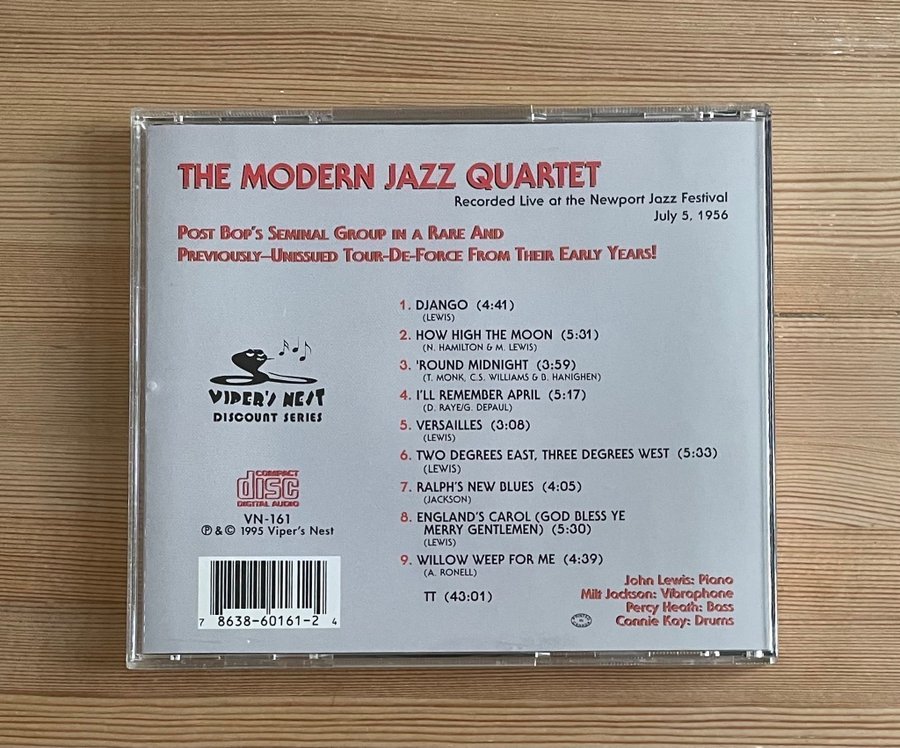 THE MODERN JAZZ QUARTET
Recorded Live at the Newport Jazz Festival
July 5, 1956
POST BOP'S SEMINAL GROUP IN A RARE AND
PREVIOUSLY-UNISSUED TOUR-DE-FORCE FROM THEIR EARLY YEARS!
1. DJANGO (4:41)
(LEWIS)
2. HOW HIGH THE MOON (5:31)
(N. HAMILTON & M. LEWIS)
3. 'ROUND MIDNIGHT (3:59)
(T. MONK, C.S. WILLIAMS & B. HANIGHEN)
4. I'LL REMEMBER APRIL (5:17)
(D. RAYE/G. DEPAUL)
5. VERSAILLES (3:08)
(LEWIS)
6. TWO DEGREES EAST, THREE DEGREES WEST (5:33)
(LEWIS)
7. RALPH'S NEW BLUES (4:05)
(JACKSON)
8. ENGLAND'S CAROL (GOD BLESS YE
MERRY GENTLEMEN) (5:30)
(LEWIS)
9. WILLOW WEEP FOR ME (4:39)
(A. RONELL)
TT (43:01)
VIPER'S NEST
DISCOUNT SERIES
COMPACT
disc
DIGITAL AUDIO
VN-161
℗ & © 1995 Viper's Nest
7 8638-60161-2 4
John Lewis: Piano
Milt Jackson: Vibraphone
Percy Heath: Bass
Connie Kay: Drums